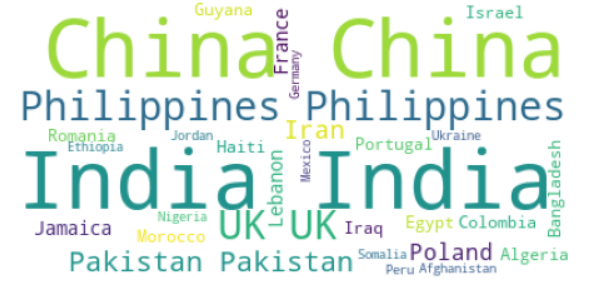 Guyana France Israel
China China
Germany
Philippines Philippines
Romania Jordan Iran Ukraine
Ethiopia Haiti Mexico Portugal Bangladesh
India Lebanon India
Nigeria UK UK Egypt Colombia
Jamaica Morocco Iraq
Pakistan Pakistan Somalia Poland Algeria
Peru Afghanistan